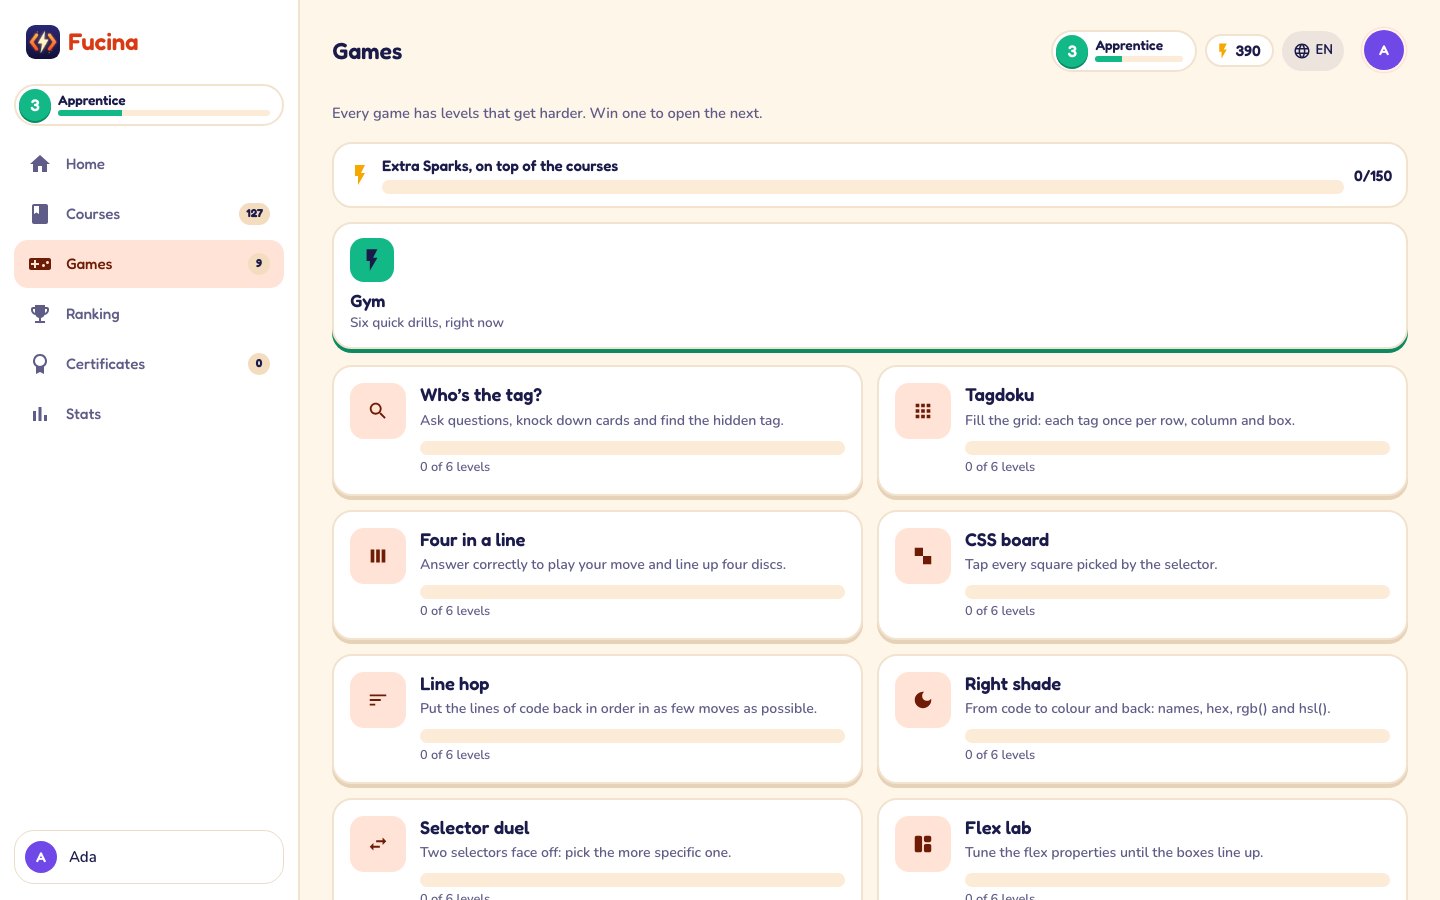 Fucina
3 Apprentice
Home
Courses 127
Games 9
Ranking
Certificates 0
Stats
A Ada
Games
3 Apprentice
390
EN
A
Every game has levels that get harder. Win one to open the next.
Extra Sparks, on top of the courses
0/150
Gym
Six quick drills, right now
Who's the tag?
Ask questions, knock down cards and find the hidden tag.
0 of 6 levels
Tagdoku
Fill the grid: each tag once per row, column and box.
0 of 6 levels
Four in a line
Answer correctly to play your move and line up four discs.
0 of 6 levels
CSS board
Tap every square picked by the selector.
0 of 6 levels
Line hop
Put the lines of code back in order in as few moves as possible.
0 of 6 levels
Right shade
From code to colour and back: names, hex, rgb() and hsl().
0 of 6 levels
Selector duel
Two selectors face off: pick the more specific one.
0 of 6 levels
Flex lab
Tune the flex properties until the boxes line up.
0 of 6 levels